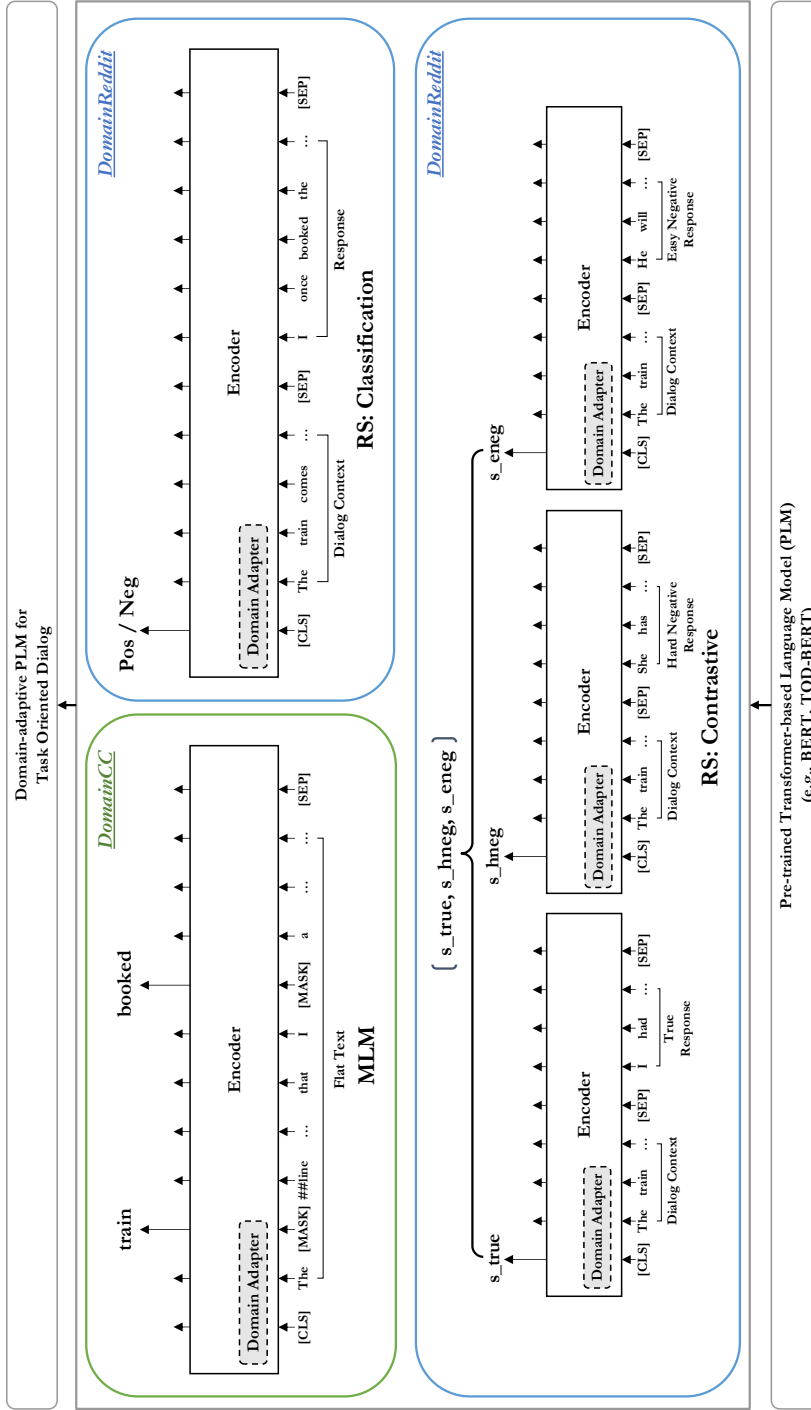 Domain-adaptive PLM for
Task Oriented Dialog
DomainCC
train booked
Encoder
Domain Adapter
[CLS] The [MASK] ##line … that I [MASK] a … … [SEP]
Flat Text
MLM
DomainReddit
Pos / Neg
Encoder
Domain Adapter
[CLS] The train comes … [SEP] I once booked the … [SEP]
Dialog Context Response
RS: Classification
DomainReddit
[ s_true, s_hneg, s_eneg ]
s_true s_hneg s_eneg
Encoder
Domain Adapter
[CLS] The train … [SEP] I had … [SEP]
Dialog Context True
Response
Encoder
Domain Adapter
[CLS] The train … [SEP] She has … [SEP]
Dialog Context Hard Negative
Response
Encoder
Domain Adapter
[CLS] The train … [SEP] He will … [SEP]
Dialog Context Easy Negative
Response
RS: Contrastive
Pre-trained Transformer-based Language Model (PLM)
(e.g., BERT, TOD-BERT)